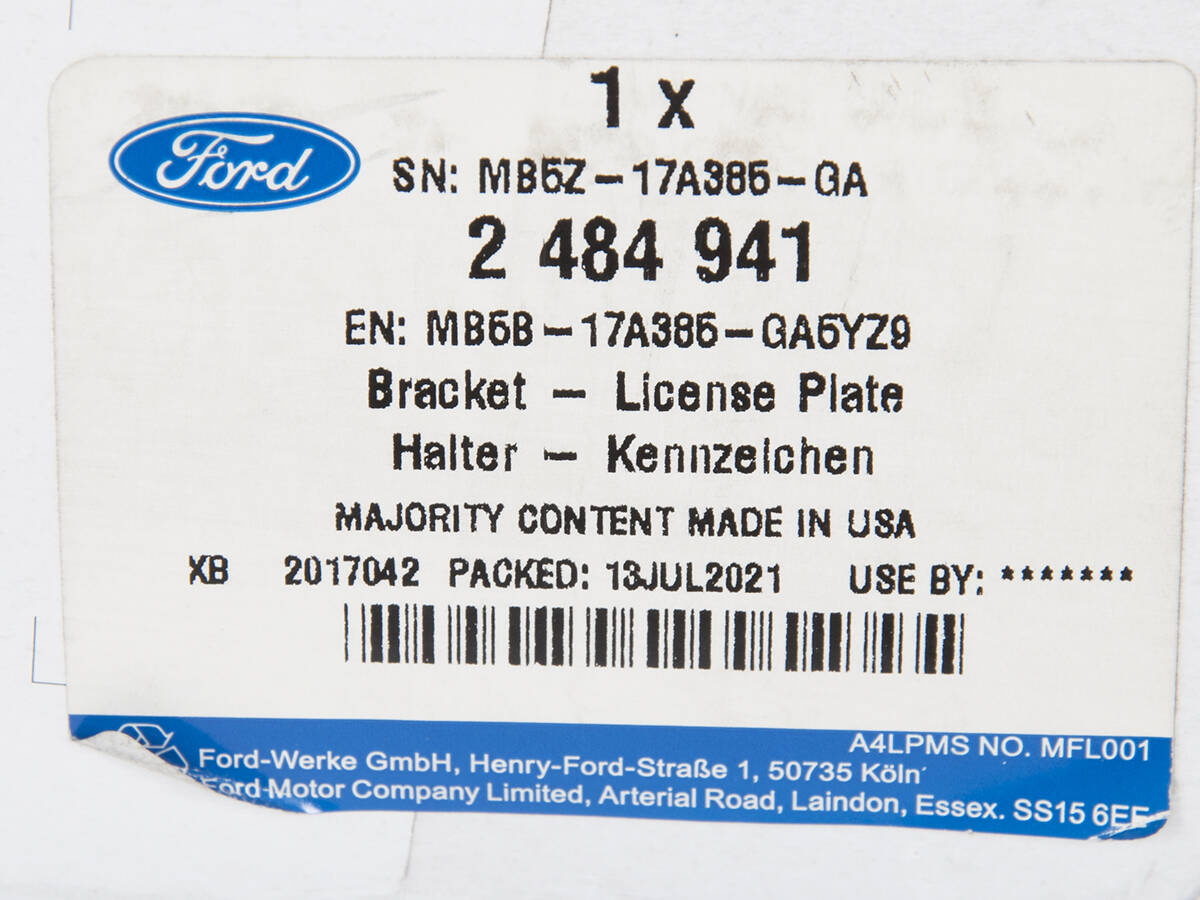 1 x
Ford
SN: MB5Z-17A385-GA
2 484 941
EN: MB5B-17A385-GA5YZ9
Bracket - License Plate
Halter - Kennzeichen
MAJORITY CONTENT MADE IN USA
XB 2017042 PACKED: 13JUL2021 USE BY: *******
A4LPMS NO. MFL001
Ford-Werke GmbH, Henry-Ford-Straße 1, 50735 Köln
Ford Motor Company Limited, Arterial Road, Laindon, Essex. SS15 6EE